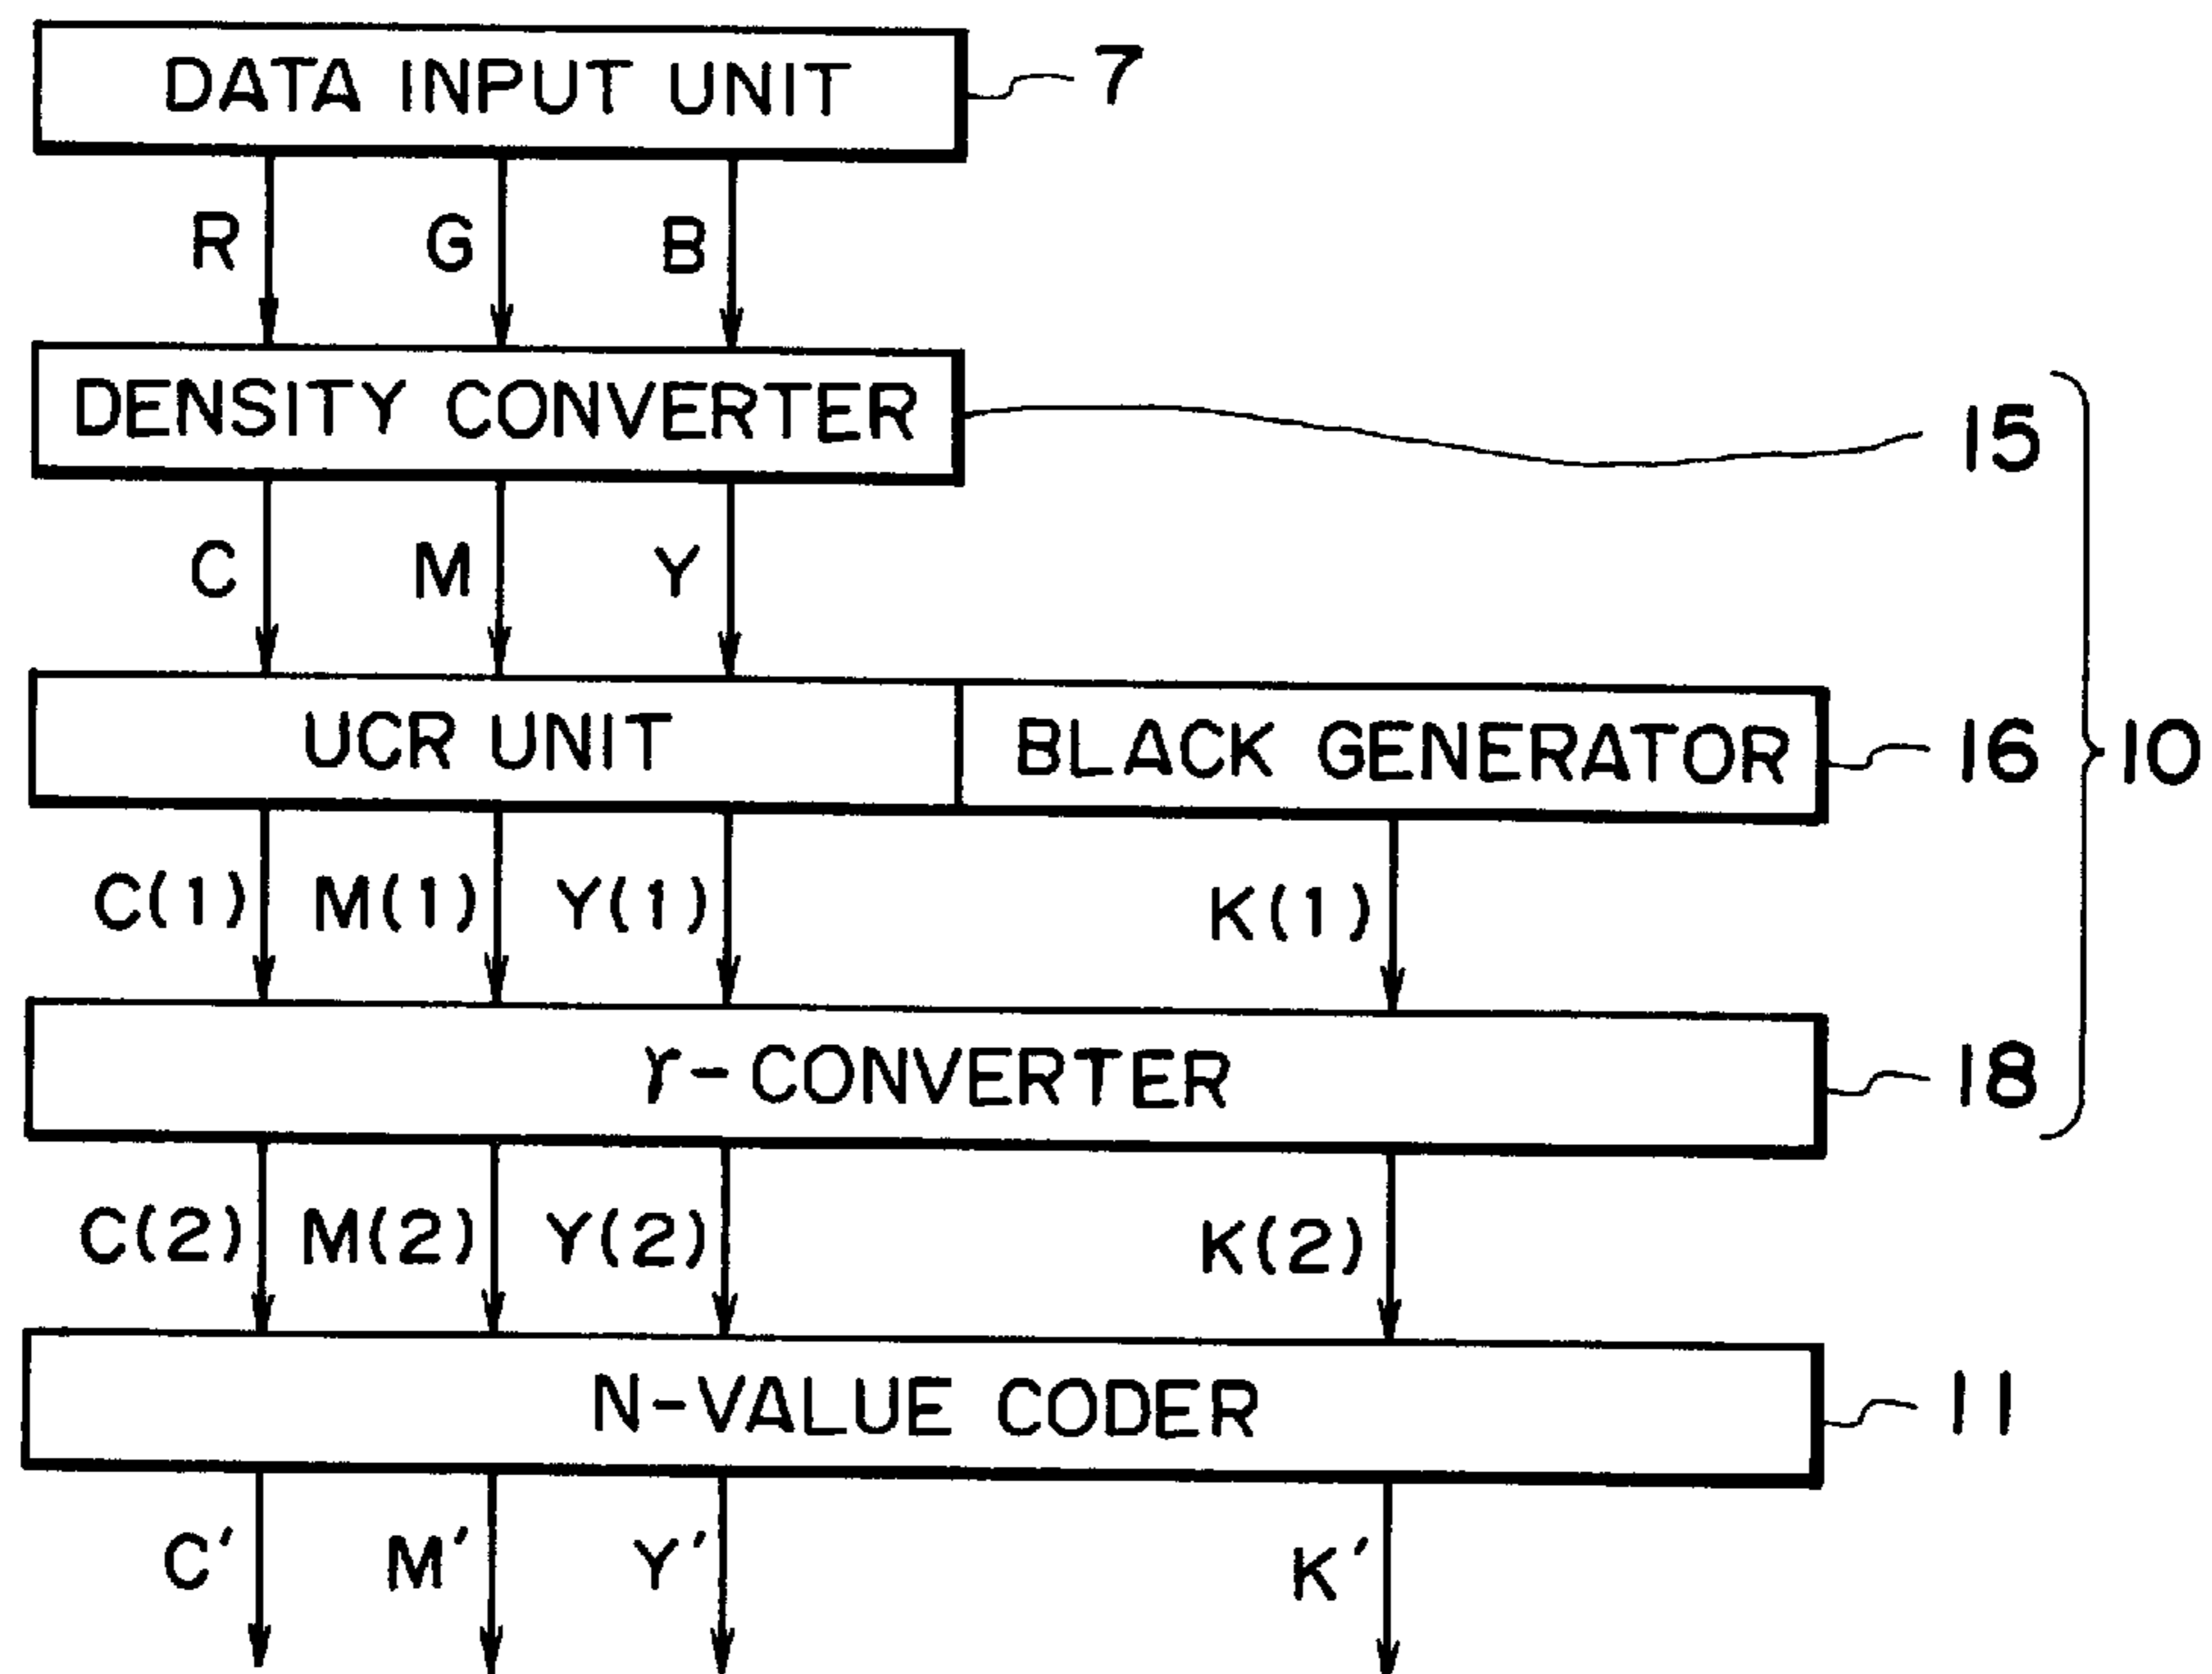 DATA INPUT UNIT 7
R G B
DENSITY CONVERTER 15
C M Y
UCR UNIT BLACK GENERATOR 16 10
C(1) M(1) Y(1) K(1)
γ-CONVERTER 18
C(2) M(2) Y(2) K(2)
N-VALUE CODER 11
C' M' Y' K'